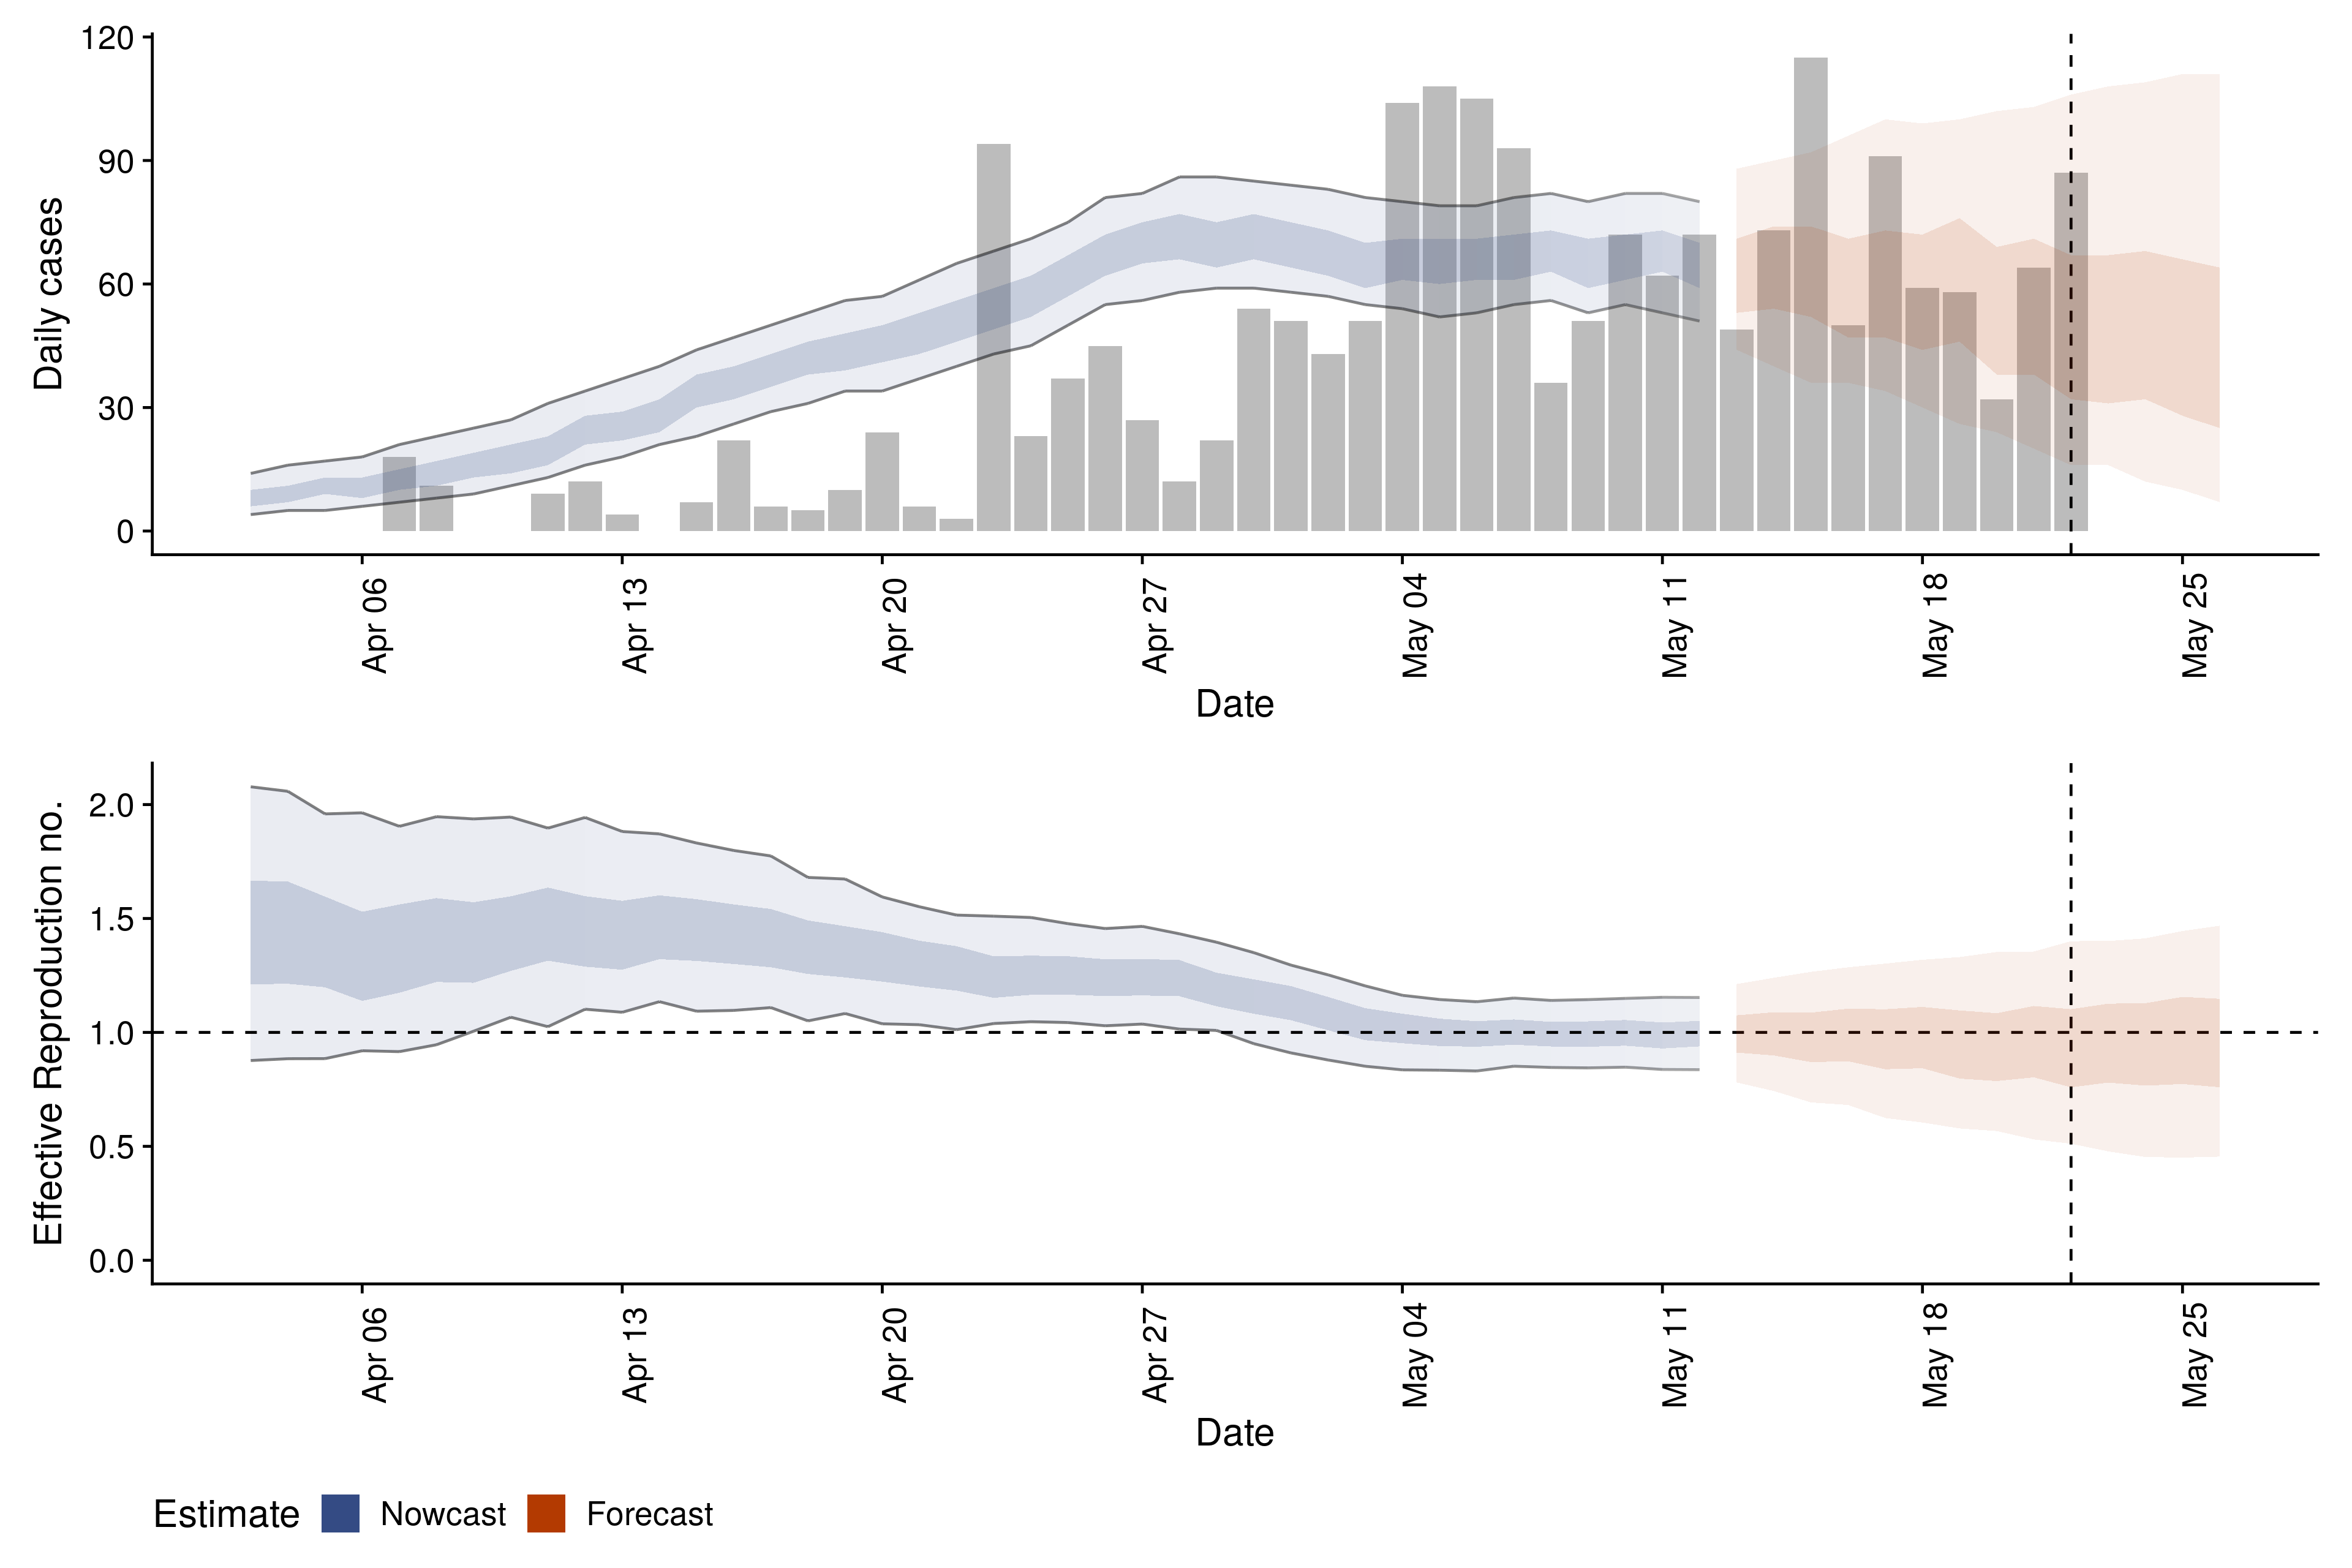 120
90
60
30
0
Daily cases
Apr 06
Apr 13
Apr 20
Apr 27
May 04
May 11
May 18
May 25
Date
2.0
1.5
1.0
0.5
0.0
Effective Reproduction no.
Apr 06
Apr 13
Apr 20
Apr 27
May 04
May 11
May 18
May 25
Date
Estimate Nowcast Forecast